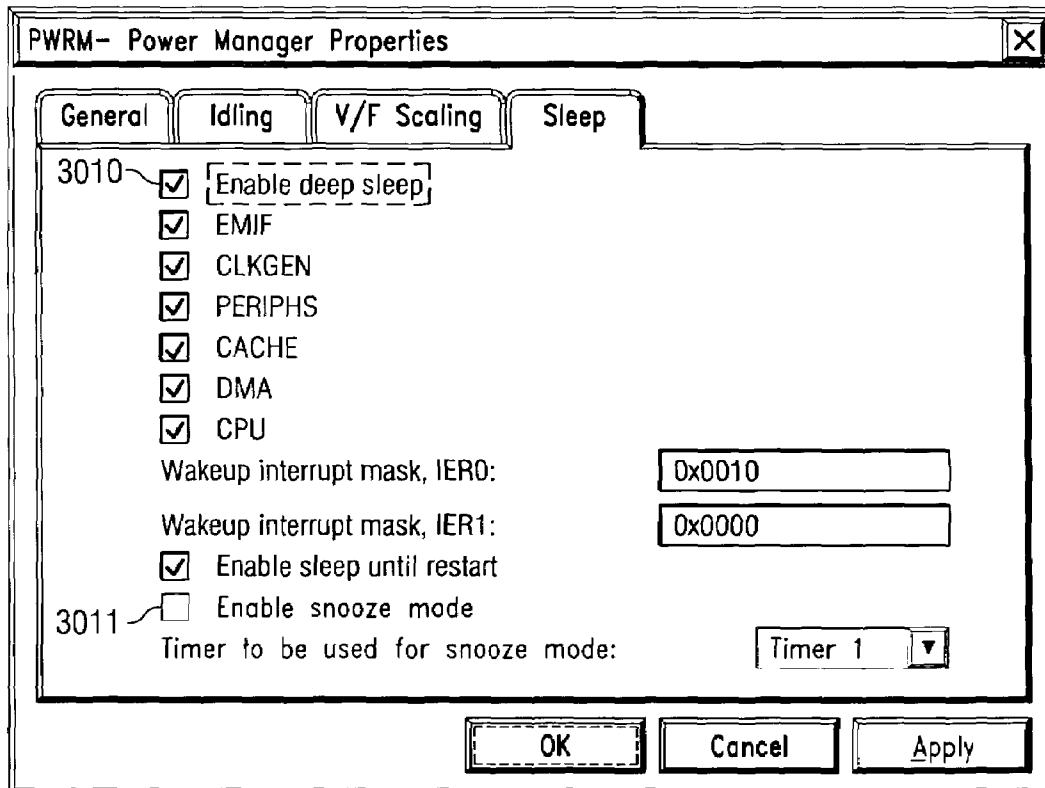 PWRM- Power Manager Properties
General Idling V/F Scaling Sleep
3010 Enable deep sleep
EMIF
CLKGEN
PERIPHS
CACHE
DMA
CPU
Wakeup interrupt mask, IER0: 0x0010
Wakeup interrupt mask, IER1: 0x0000
Enable sleep until restart
3011 Enable snooze mode
Timer to be used for snooze mode: Timer 1
OK Cancel Apply